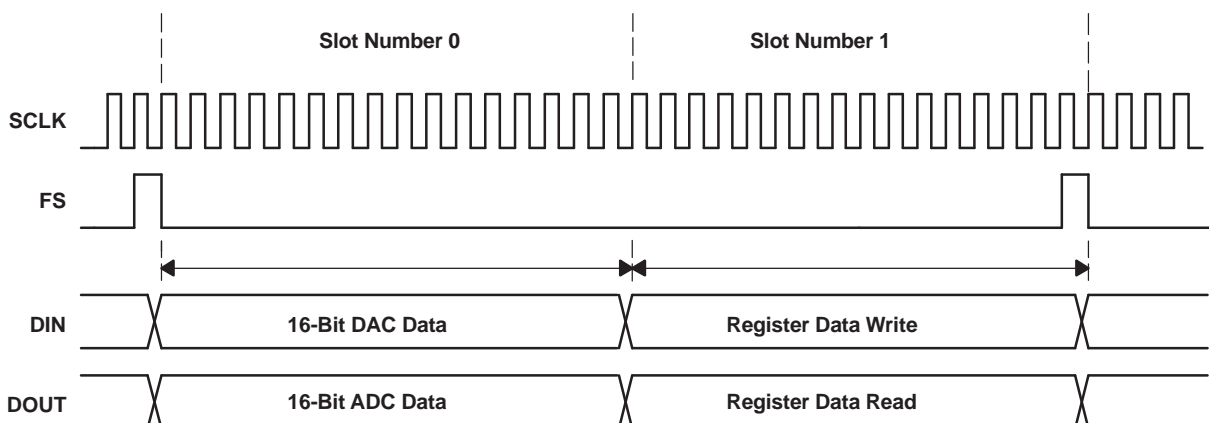 Slot Number 0 Slot Number 1
SCLK
FS
DIN 16-Bit DAC Data Register Data Write
DOUT 16-Bit ADC Data Register Data Read